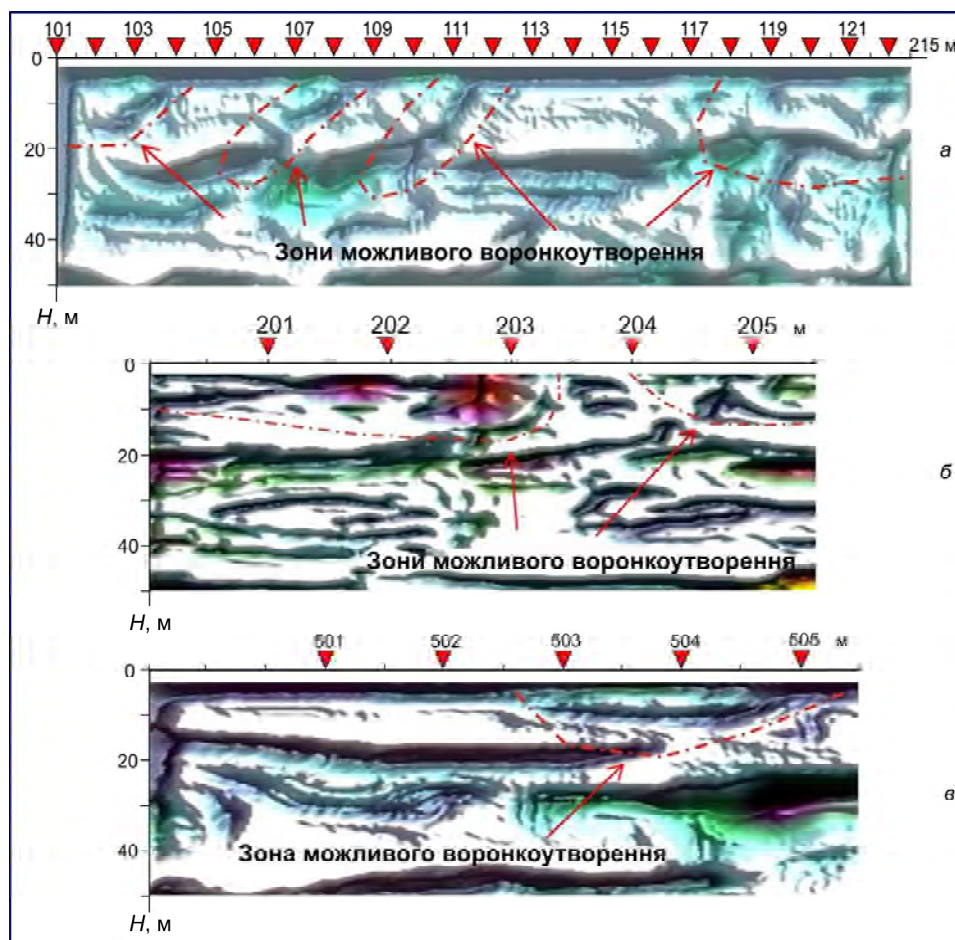 101 103 105 107 109 111 113 115 117 119 121 215 м
0
20
40
Зони можливого воронкоутворення
Н, м
а
201 202 203 204 205 м
0
20
40
Зони можливого воронкоутворення
Н, м
б
501 502 503 504 505 м
0
20
40
Зона можливого воронкоутворення
Н, м
в